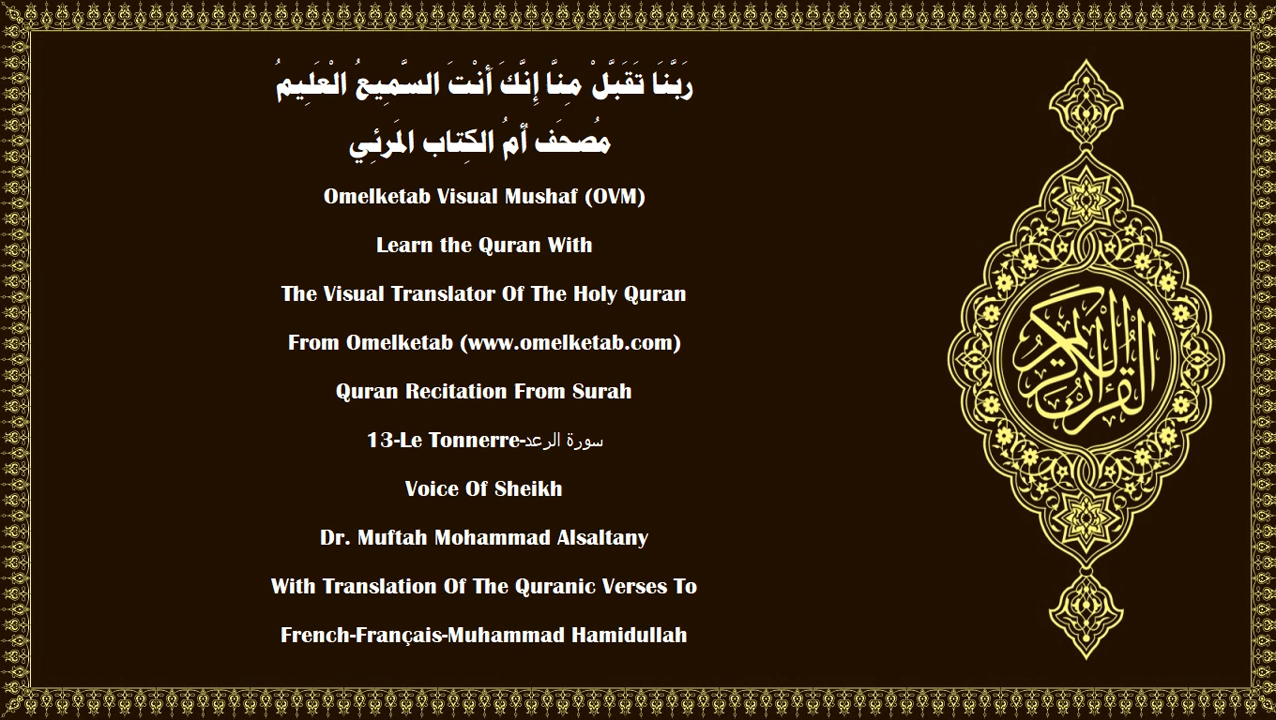 رَبَّنَا تَقَبَّلْ مِنَّا إِنَّكَ أَنْتَ السَّمِيعُ الْعَلِيمُ
مُصحَف أمُ الكِتاب المَرئِي
Omelketab Visual Mushaf (OVM)
Learn the Quran With
The Visual Translator Of The Holy Quran
From Omelketab (www.omelketab.com)
Quran Recitation From Surah
13-Le Tonnerre-سورة الرعد
Voice Of Sheikh
Dr. Muftah Mohammad Alsaltany
With Translation Of The Quranic Verses To
French-Français-Muhammad Hamidullah
القرآن الكريم